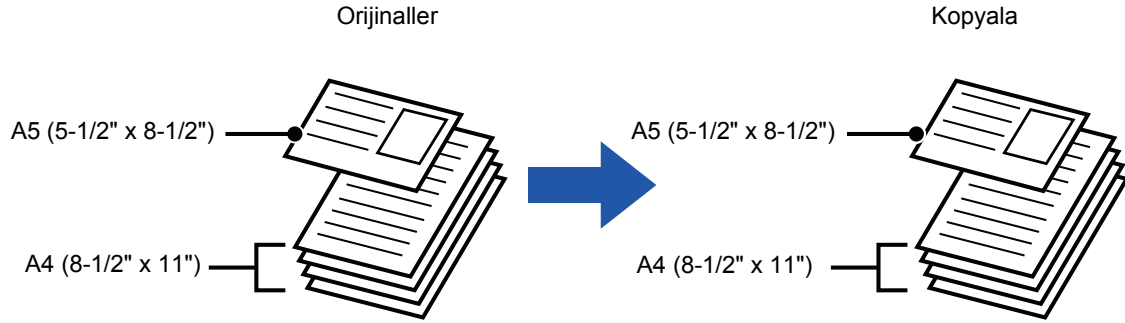 Orijinaller
Kopyala
A5 (5-1/2" x 8-1/2")
A5 (5-1/2" x 8-1/2")
A4 (8-1/2" x 11")
A4 (8-1/2" x 11")